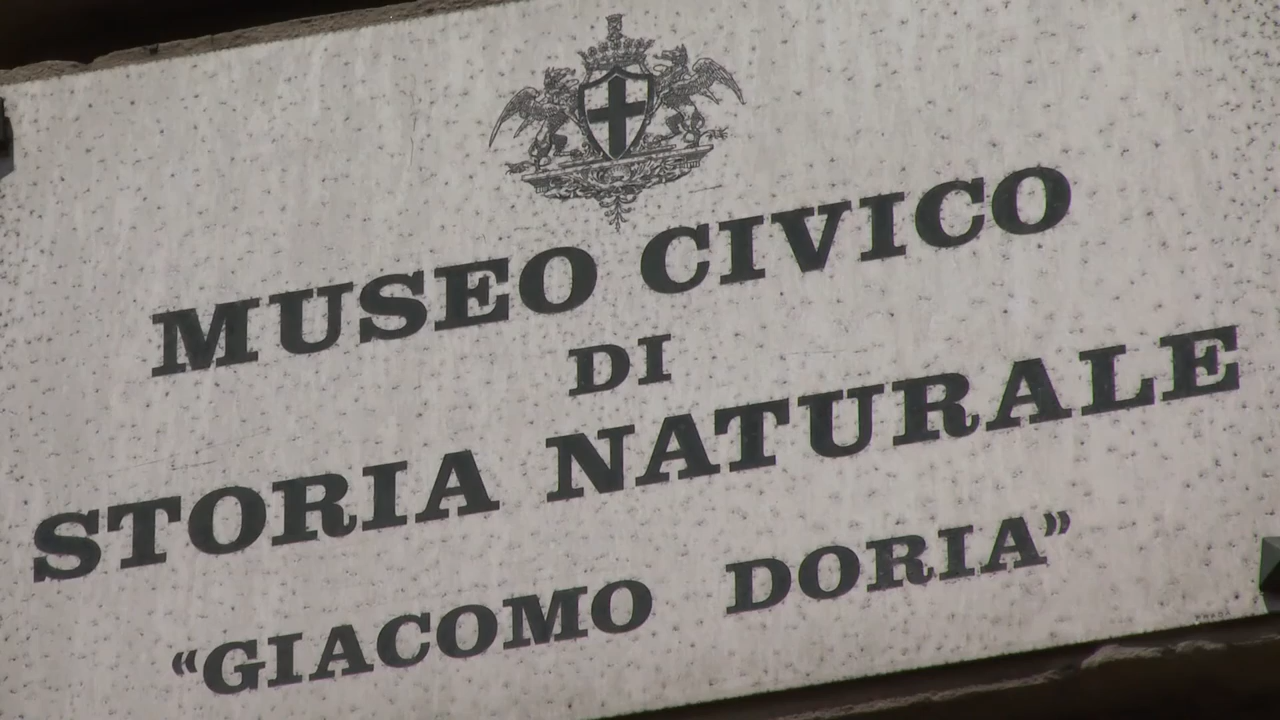 MUSEO CIVICO
DI
STORIA NATURALE
“GIACOMO DORIA”